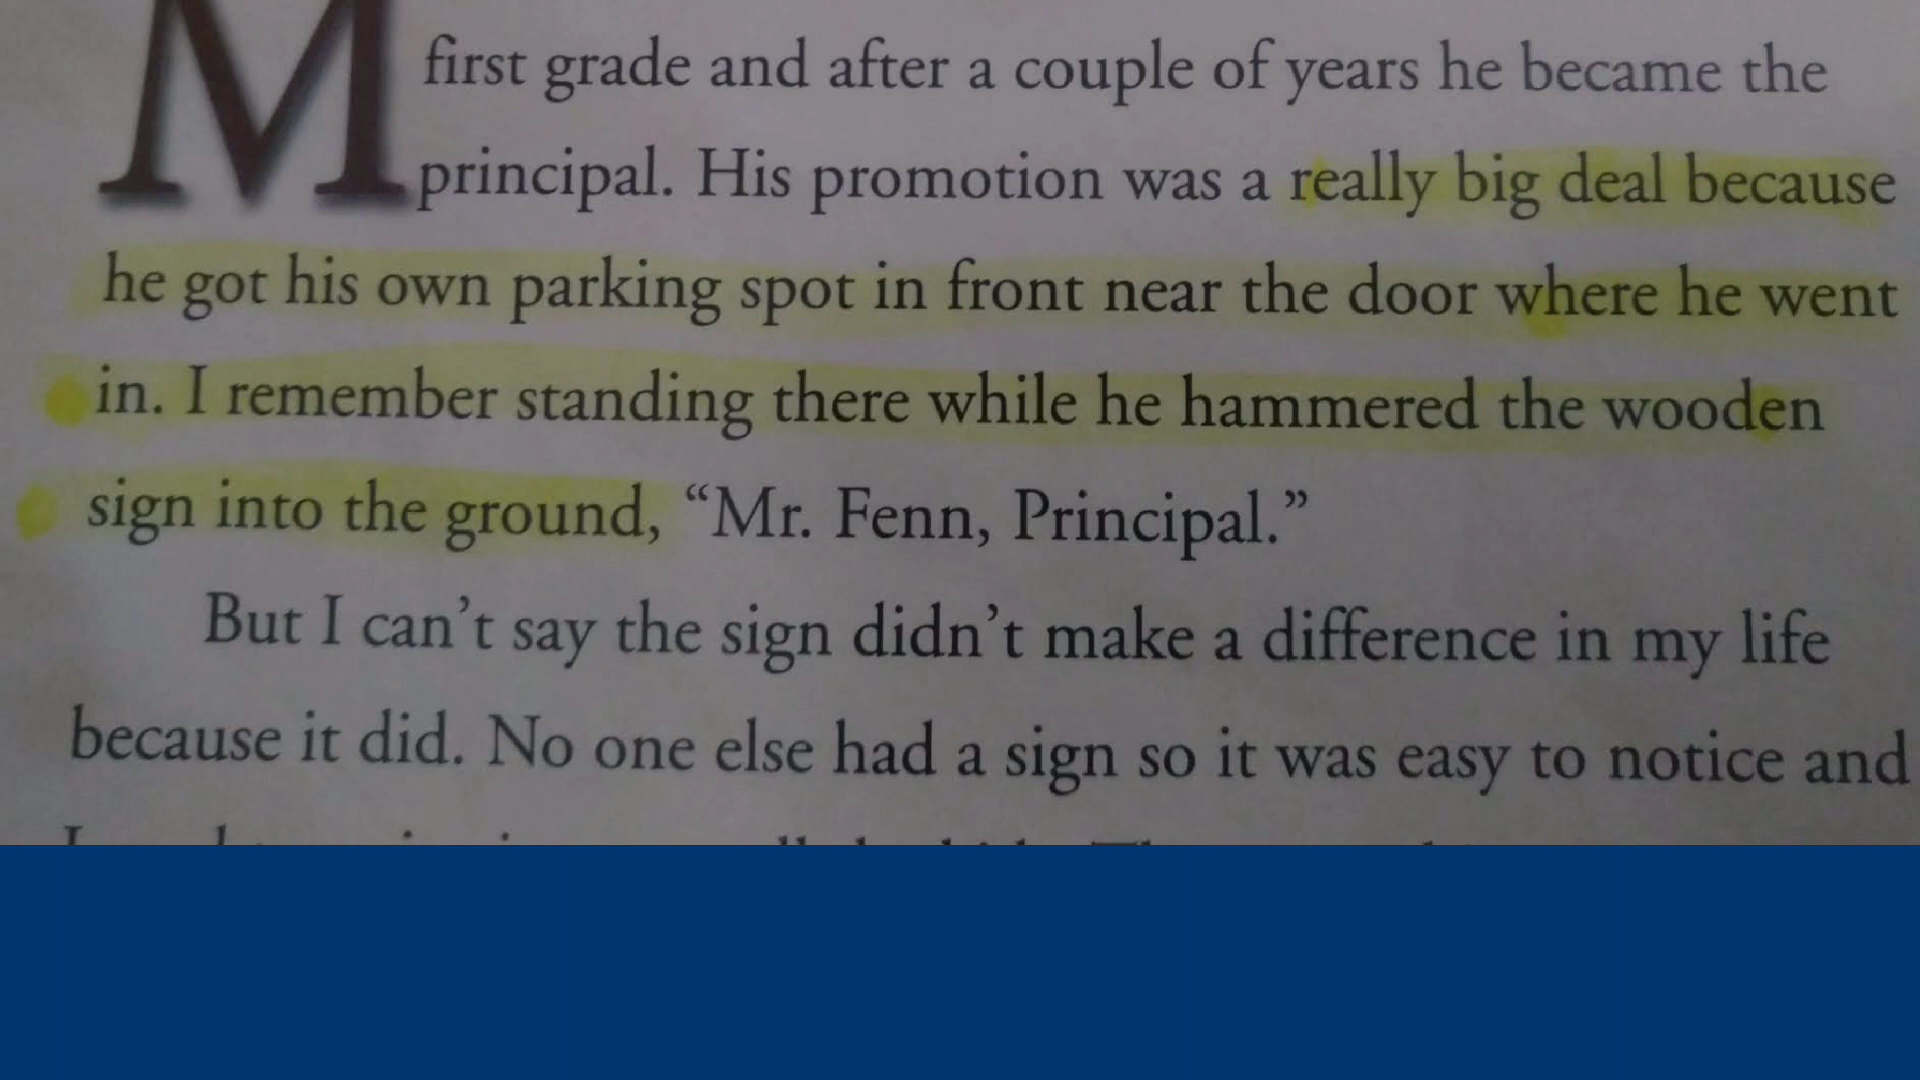 M
first grade and after a couple of years he became the
principal. His promotion was a really big deal because
he got his own parking spot in front near the door where he went
in. I remember standing there while he hammered the wooden
sign into the ground, “Mr. Fenn, Principal.”
But I can’t say the sign didn’t make a difference in my life
because it did. No one else had a sign so it was easy to notice and